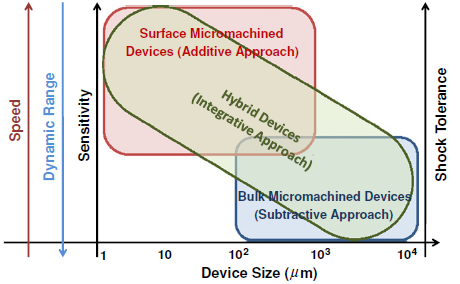 Speed
Dynamic Range
Sensitivity
Surface Micromachined
Devices (Additive Approach)
Hybrid Devices
(Integrative Approach)
Bulk Micromachined Devices
(Subtractive Approach)
Shock Tolerance
1 10 10² 10³ 10⁴
Device Size (μm)